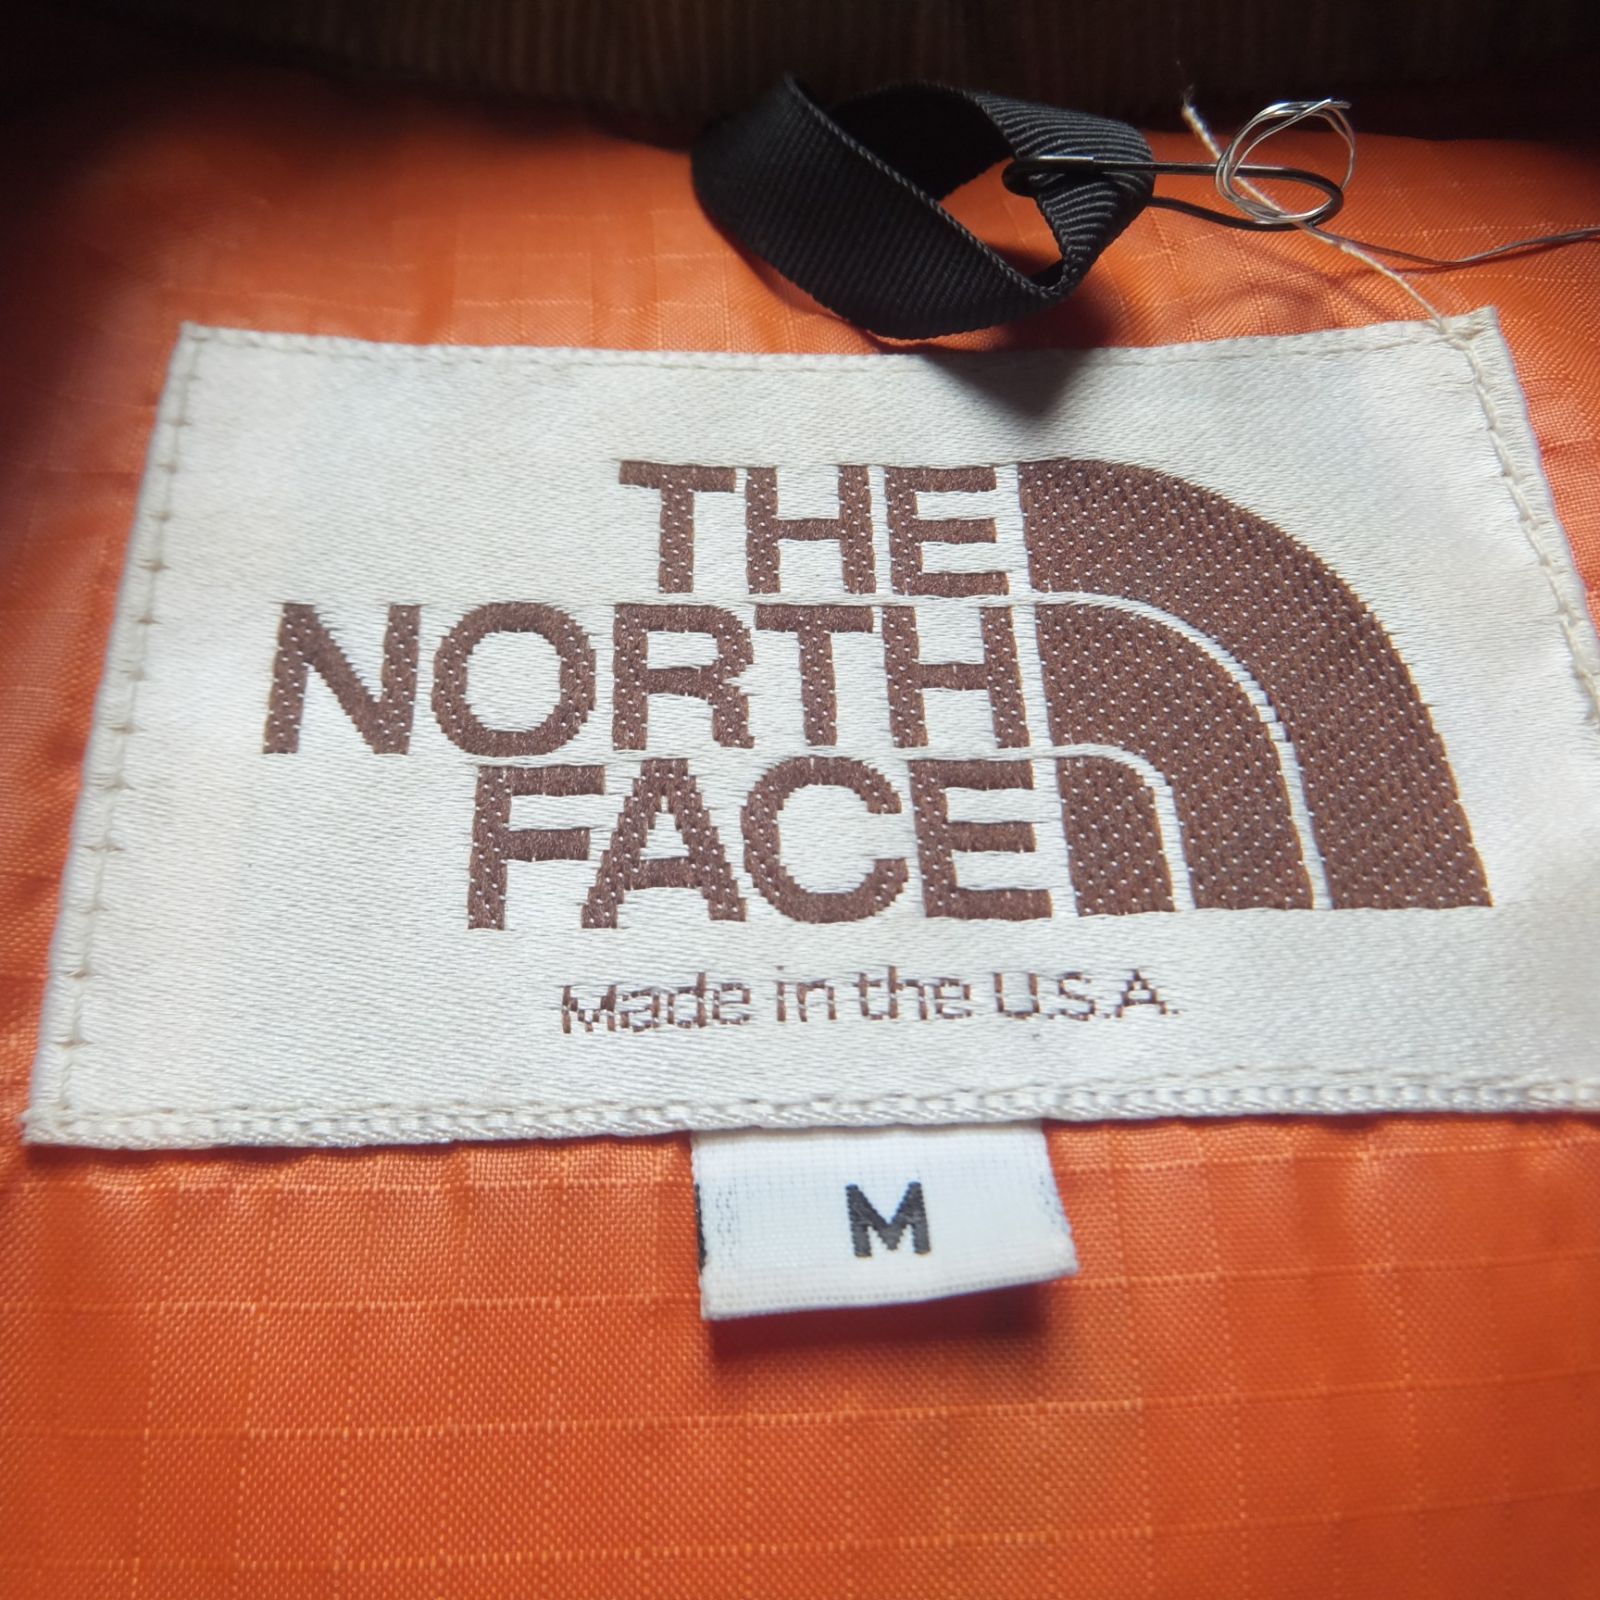 THE
NORTH
FACE
Made in the U.S.A.
M